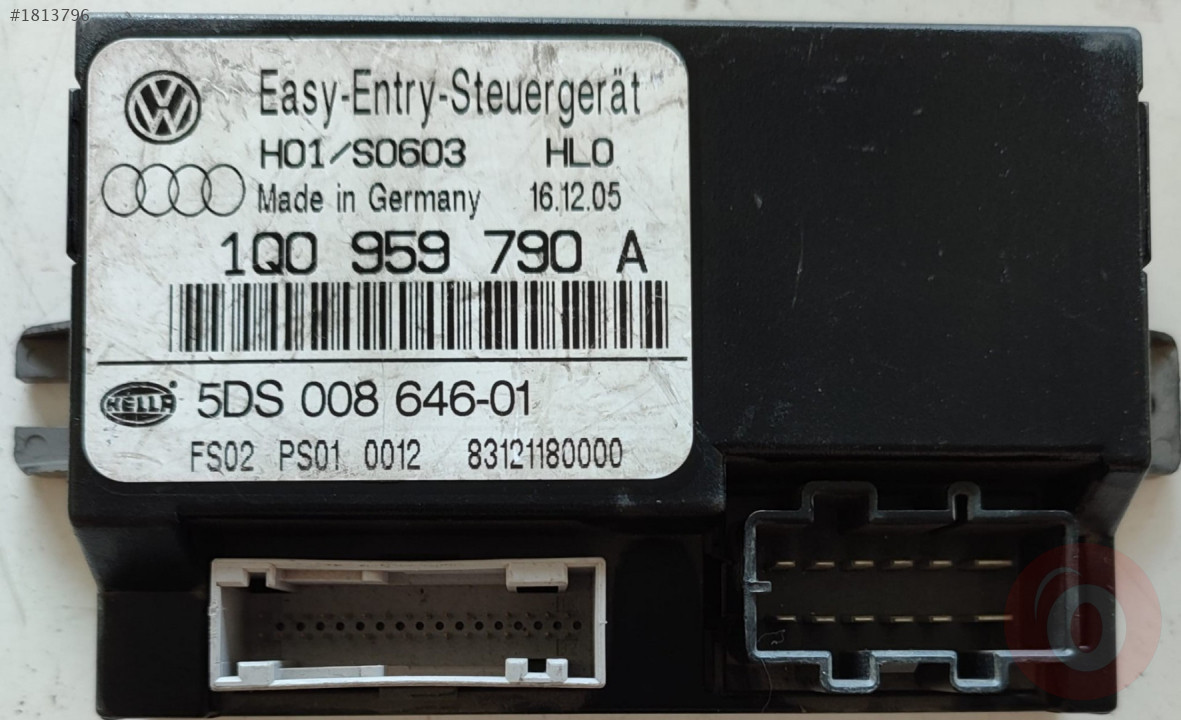 #1813796
Easy-Entry-Steuergerät
H01/S0603 HL0
Made in Germany 16.12.05
1Q0 959 790 A
HELLA 5DS 008 646-01
FS02 PS01 0012 83121180000